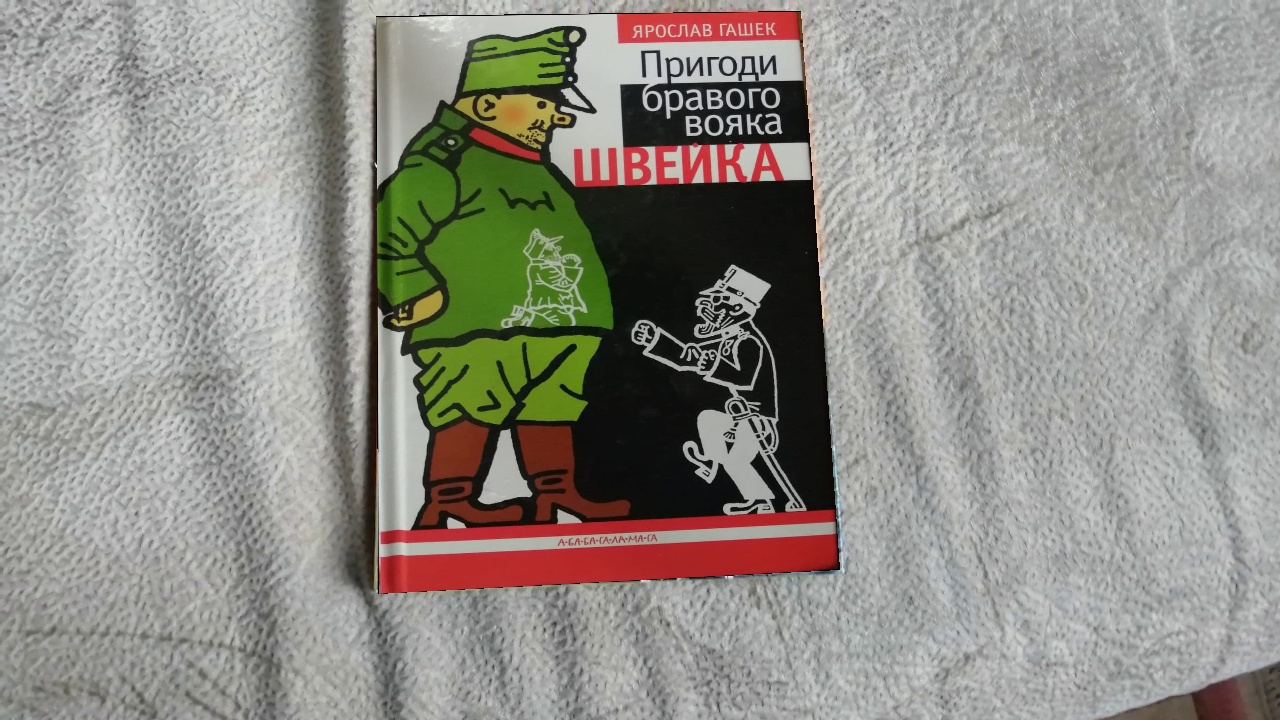 ЯРОСЛАВ ГАШЕК
Пригоди
бравого
вояка
ШВЕЙКА
А-БА-БА-ГА-ЛА-МА-ГА